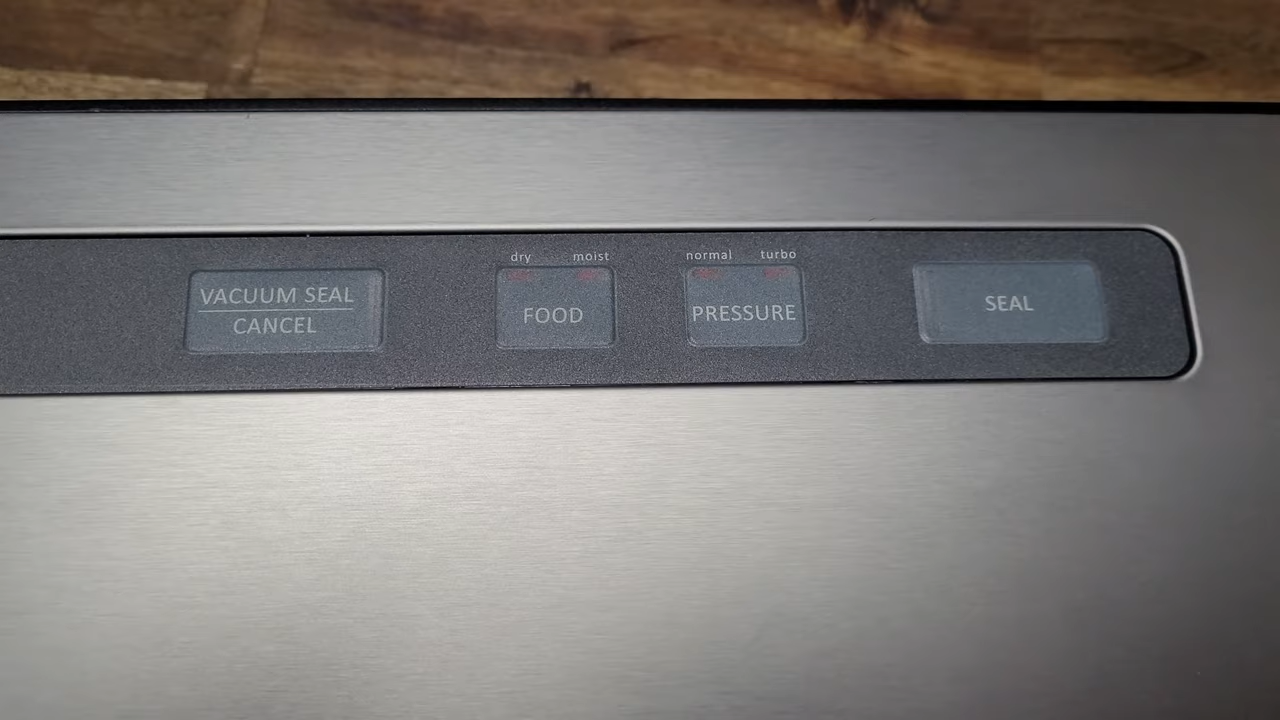 dry moist
normal turbo
VACUUM SEAL
CANCEL
FOOD
PRESSURE
SEAL